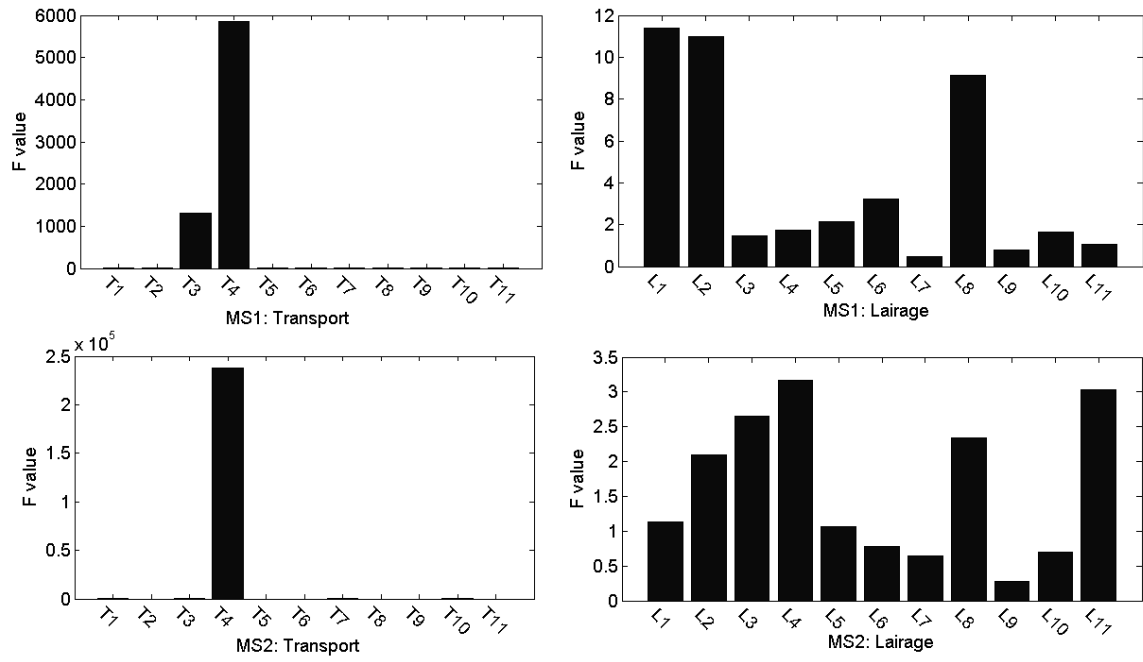 6000
5000
4000
3000
2000
1000
0
F value
T1 T2 T3 T4 T5 T6 T7 T8 T9 T10 T11
MS1: Transport
12
10
8
6
4
2
0
F value
L1 L2 L3 L4 L5 L6 L7 L8 L9 L10 L11
MS1: Lairage
x 10^5
2.5
2
1.5
1
0.5
0
F value
T1 T2 T3 T4 T5 T6 T7 T8 T9 T10 T11
MS2: Transport
3.5
3
2.5
2
1.5
1
0.5
0
F value
L1 L2 L3 L4 L5 L6 L7 L8 L9 L10 L11
MS2: Lairage